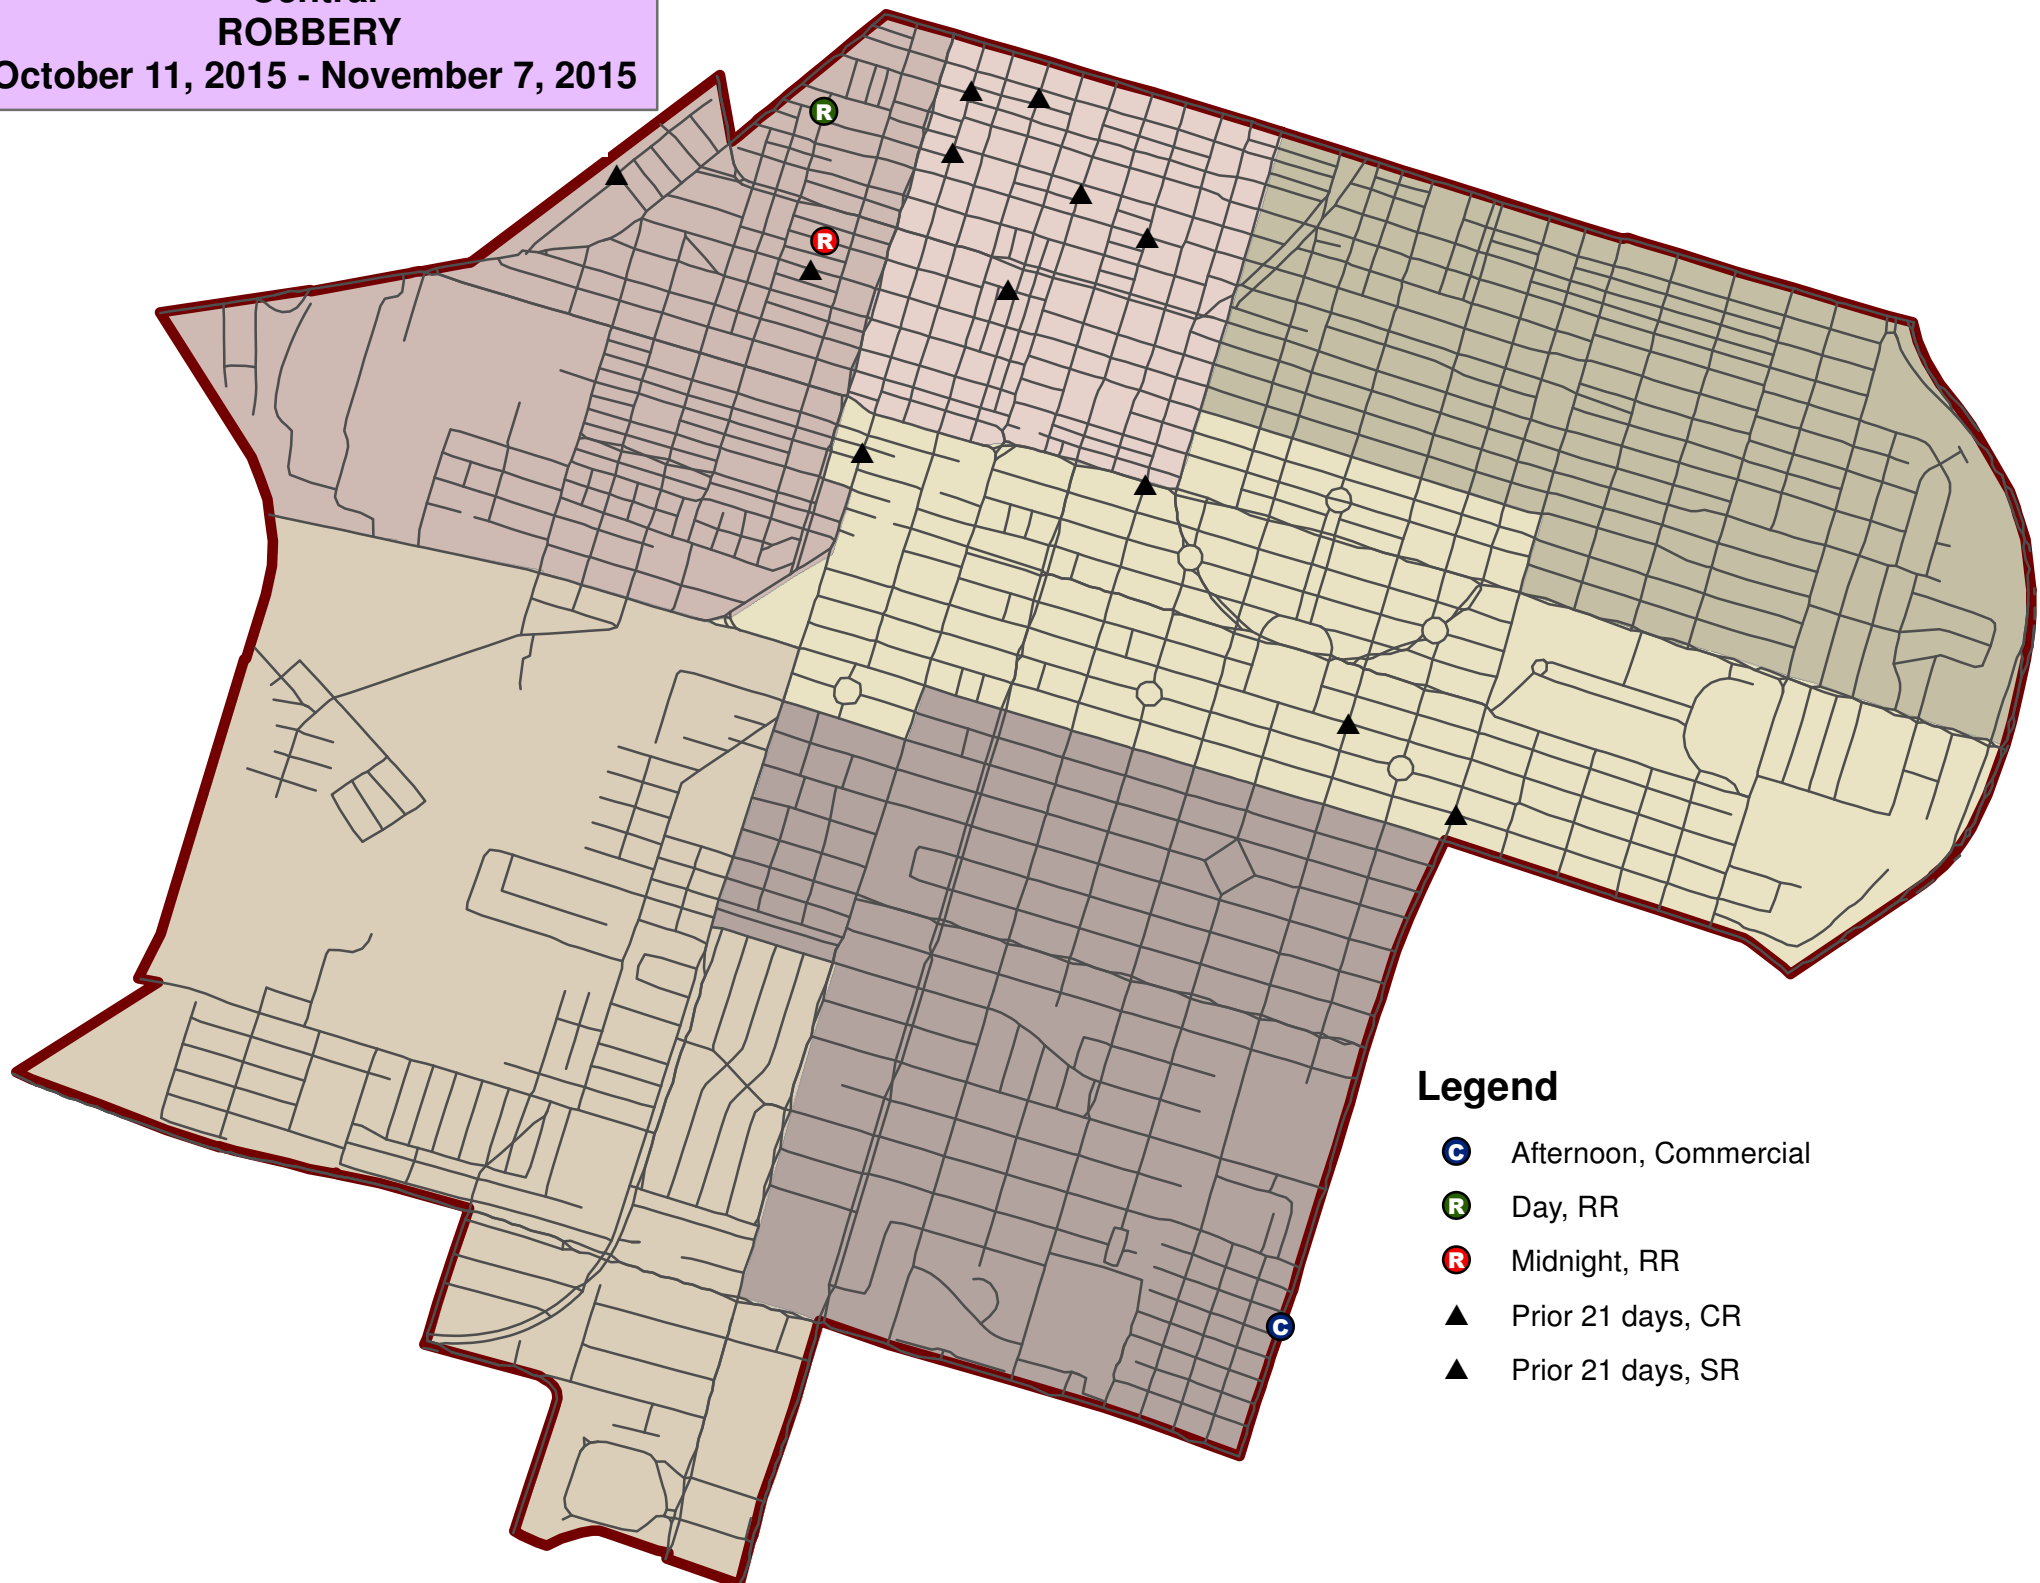 Central
ROBBERY
October 11, 2015 - November 7, 2015
R
R
C
Legend
C Afternoon, Commercial
R Day, RR
R Midnight, RR
Prior 21 days, CR
Prior 21 days, SR